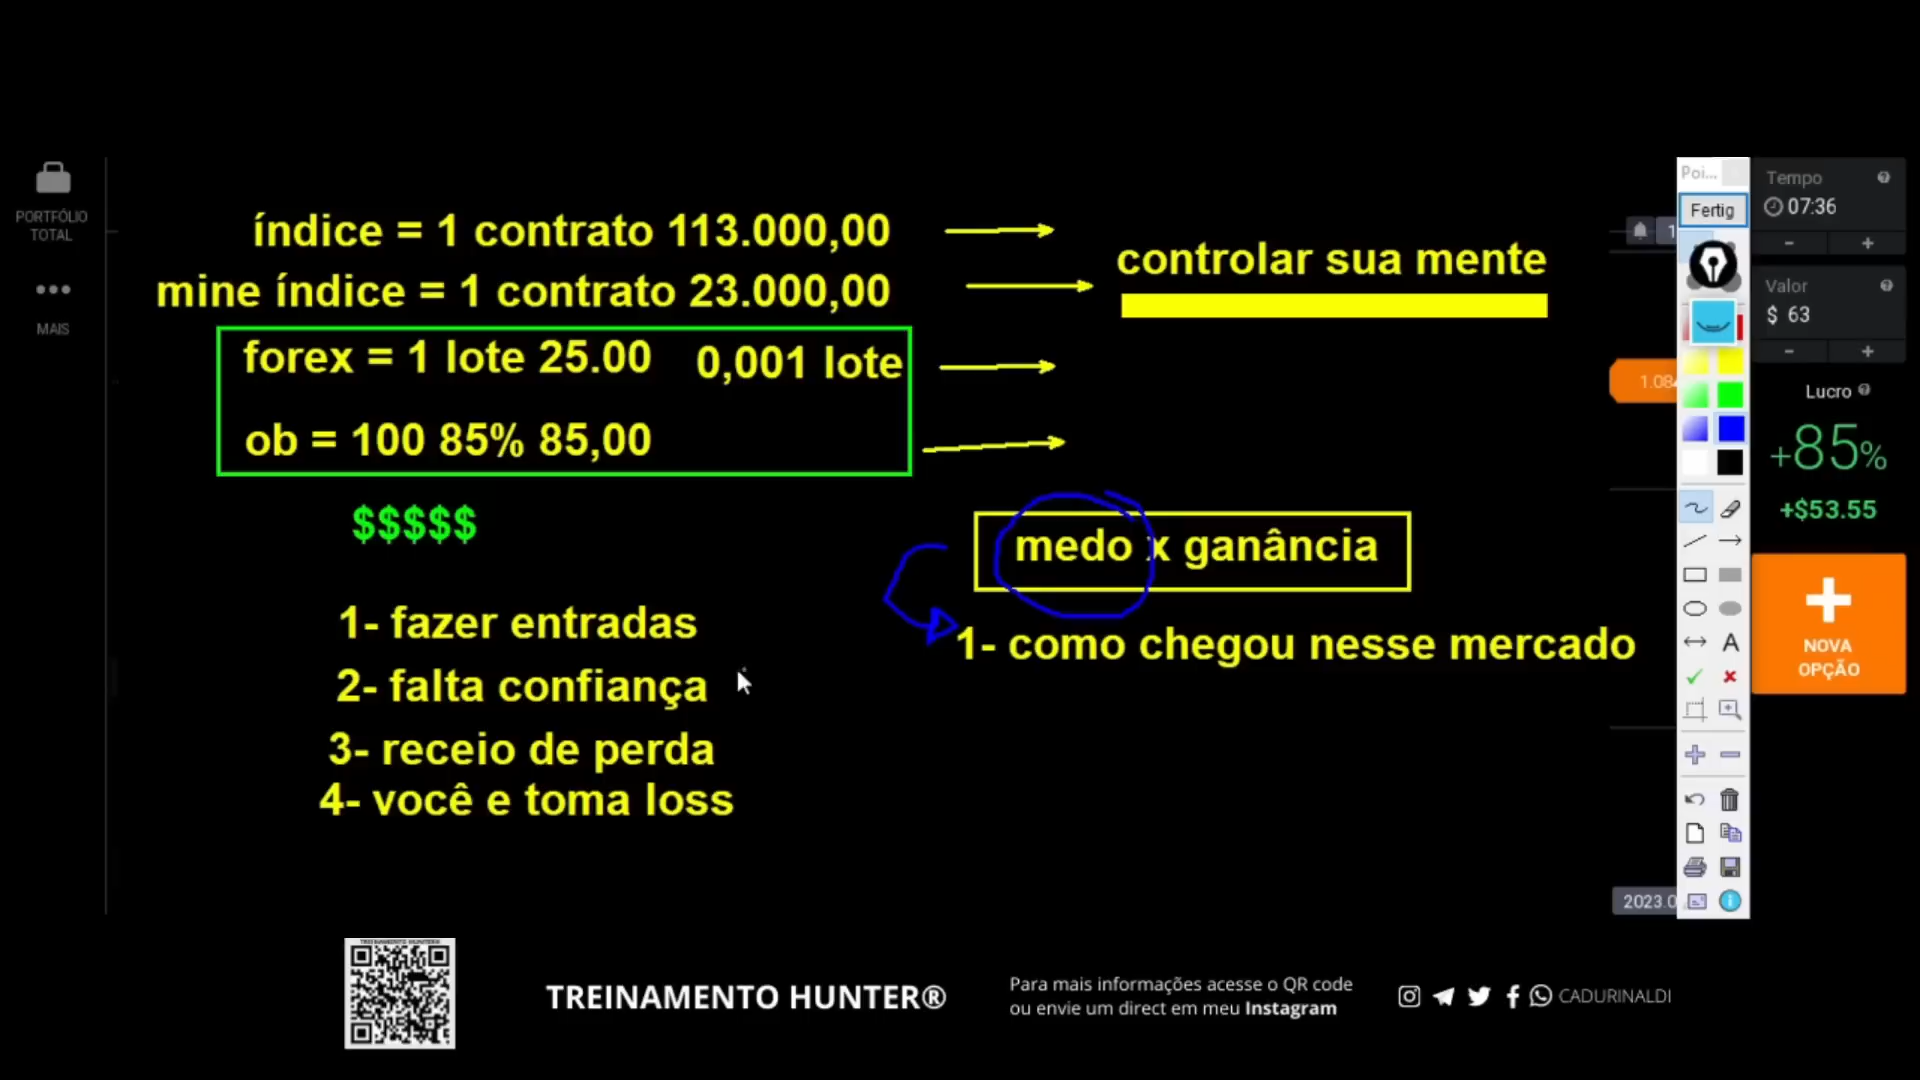 índice = 1 contrato 113.000,00
mine índice = 1 contrato 23.000,00
forex = 1 lote 25.00 0,001 lote
ob = 100 85% 85,00
$$$$$
1- fazer entradas
2- falta confiança
3- receio de perda
4- você e toma loss
controlar sua mente
medo x ganância
1- como chegou nesse mercado
PORTFÓLIO
TOTAL
MAIS
Poi...
Fertig
A
Tempo
07:36
- +
Valor
$ 63
- +
Lucro
+85%
+$53.55
NOVA
OPÇÃO
TREINAMENTO HUNTER®
Para mais informações acesse o QR code
ou envie um direct em meu Instagram
CADURINALDI